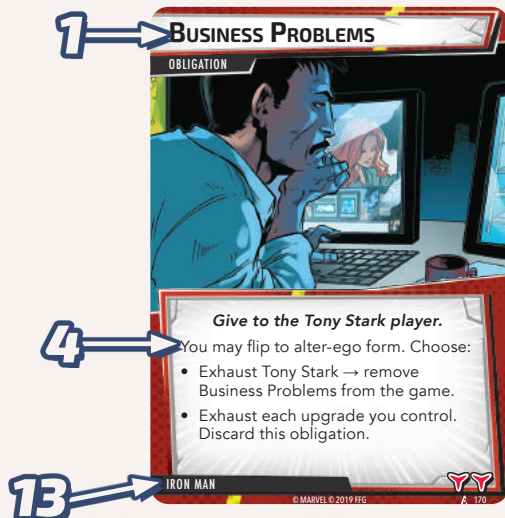 1
BUSINESS PROBLEMS
OBLIGATION
4
Give to the Tony Stark player.
You may flip to alter-ego form. Choose:
• Exhaust Tony Stark → remove
Business Problems from the game.
• Exhaust each upgrade you control.
Discard this obligation.
13
IRON MAN
© MARVEL © 2019 FFG
170